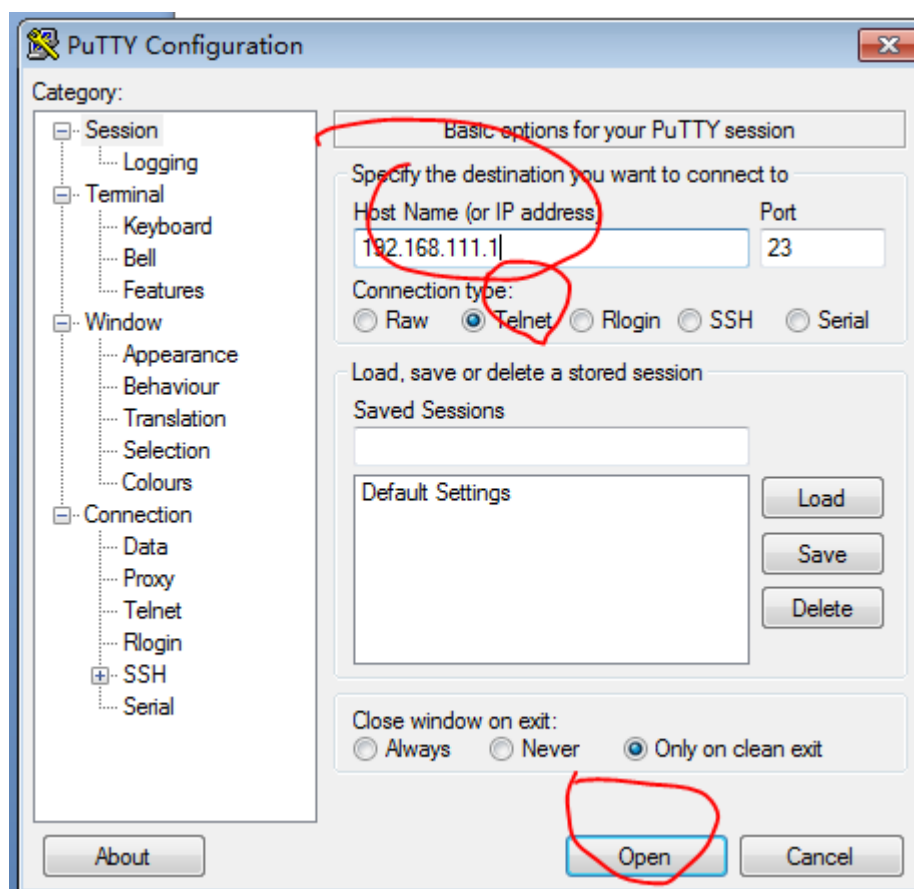 PuTTY Configuration
Category:
Session
Logging
Terminal
Keyboard
Bell
Features
Window
Appearance
Behaviour
Translation
Selection
Colours
Connection
Data
Proxy
Telnet
Rlogin
SSH
Serial
Basic options for your PuTTY session
Specify the destination you want to connect to
Host Name (or IP address) Port
192.168.111.1 23
Connection type:
Raw Telnet Rlogin SSH Serial
Load, save or delete a stored session
Saved Sessions
Default Settings
Load
Save
Delete
Close window on exit:
Always Never Only on clean exit
About Open Cancel